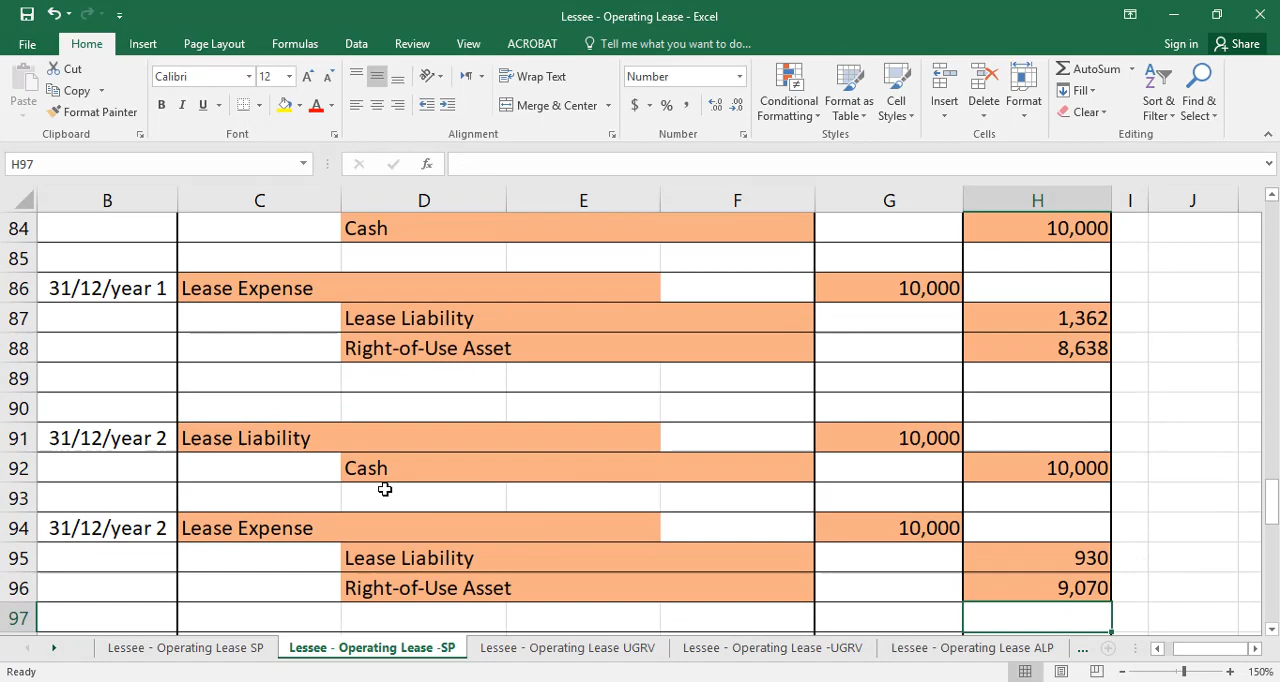 Lessee - Operating Lease - Excel
File Home Insert Page Layout Formulas Data Review View ACROBAT Tell me what you want to do... Sign in Share
Paste Cut Copy Format Painter Clipboard
Calibri 12 A A B I U A Font
Wrap Text Merge & Center Alignment
Number $ % , Number
Conditional Formatting Format as Table Cell Styles Styles
Insert Delete Format Cells
AutoSum Fill Clear Sort & Filter Find & Select Editing
H97 fx
B C D E F G H I J
84 Cash 10,000
85
86 31/12/year 1 Lease Expense 10,000
87 Lease Liability 1,362
88 Right-of-Use Asset 8,638
89
90
91 31/12/year 2 Lease Liability 10,000
92 Cash 10,000
93
94 31/12/year 2 Lease Expense 10,000
95 Lease Liability 930
96 Right-of-Use Asset 9,070
97
Lessee - Operating Lease SP Lessee - Operating Lease -SP Lessee - Operating Lease UGRV Lessee - Operating Lease -UGRV Lessee - Operating Lease ALP ...
Ready 150%